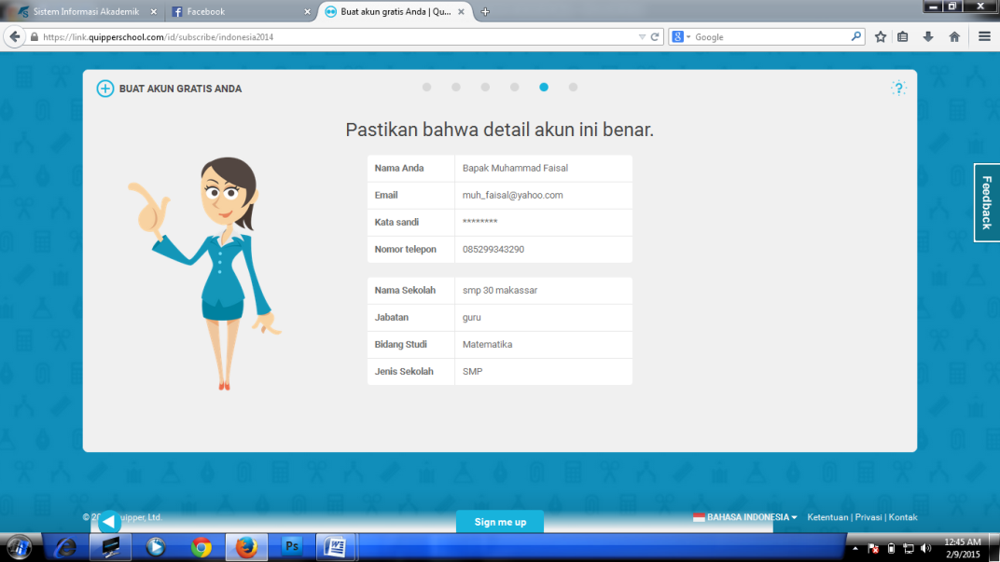 Sistem Informasi Akademik
Facebook
Buat akun gratis Anda | Qu...
https://link.quipperschool.com/id/subscribe/indonesia2014
Google
BUAT AKUN GRATIS ANDA
?
Pastikan bahwa detail akun ini benar.
Nama Anda Bapak Muhammad Faisal
Email muh_faisal@yahoo.com
Kata sandi ********
Nomor telepon 085299343290
Nama Sekolah smp 30 makassar
Jabatan guru
Bidang Studi Matematika
Jenis Sekolah SMP
Feedback
© Quipper, Ltd.
Sign me up
BAHASA INDONESIA Ketentuan | Privasi | Kontak
Ps
12:45 AM
2/9/2015